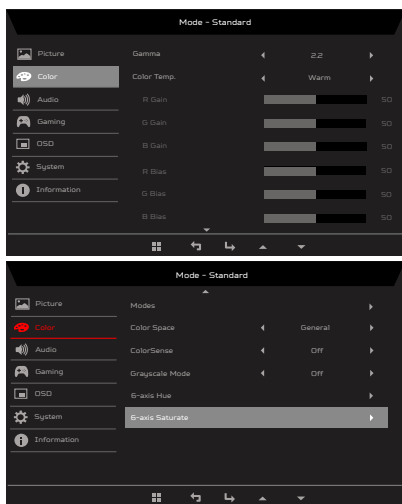 Mode - Standard
Picture
Gamma
2.2
Color
Color Temp.
Warm
Audio
R Gain
50
Gaming
G Gain
50
OSD
B Gain
50
System
R Bias
50
Information
G Bias
50
B Bias
50
Mode - Standard
Picture
Modes
Color
Color Space
General
Audio
ColorSense
Off
Gaming
Grayscale Mode
Off
OSD
6-axis Hue
System
6-axis Saturate
Information